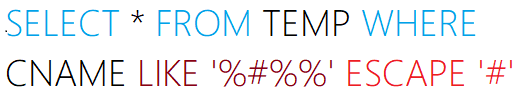 SELECT * FROM TEMP WHERE
CNAME LIKE '%#%%' ESCAPE '#'